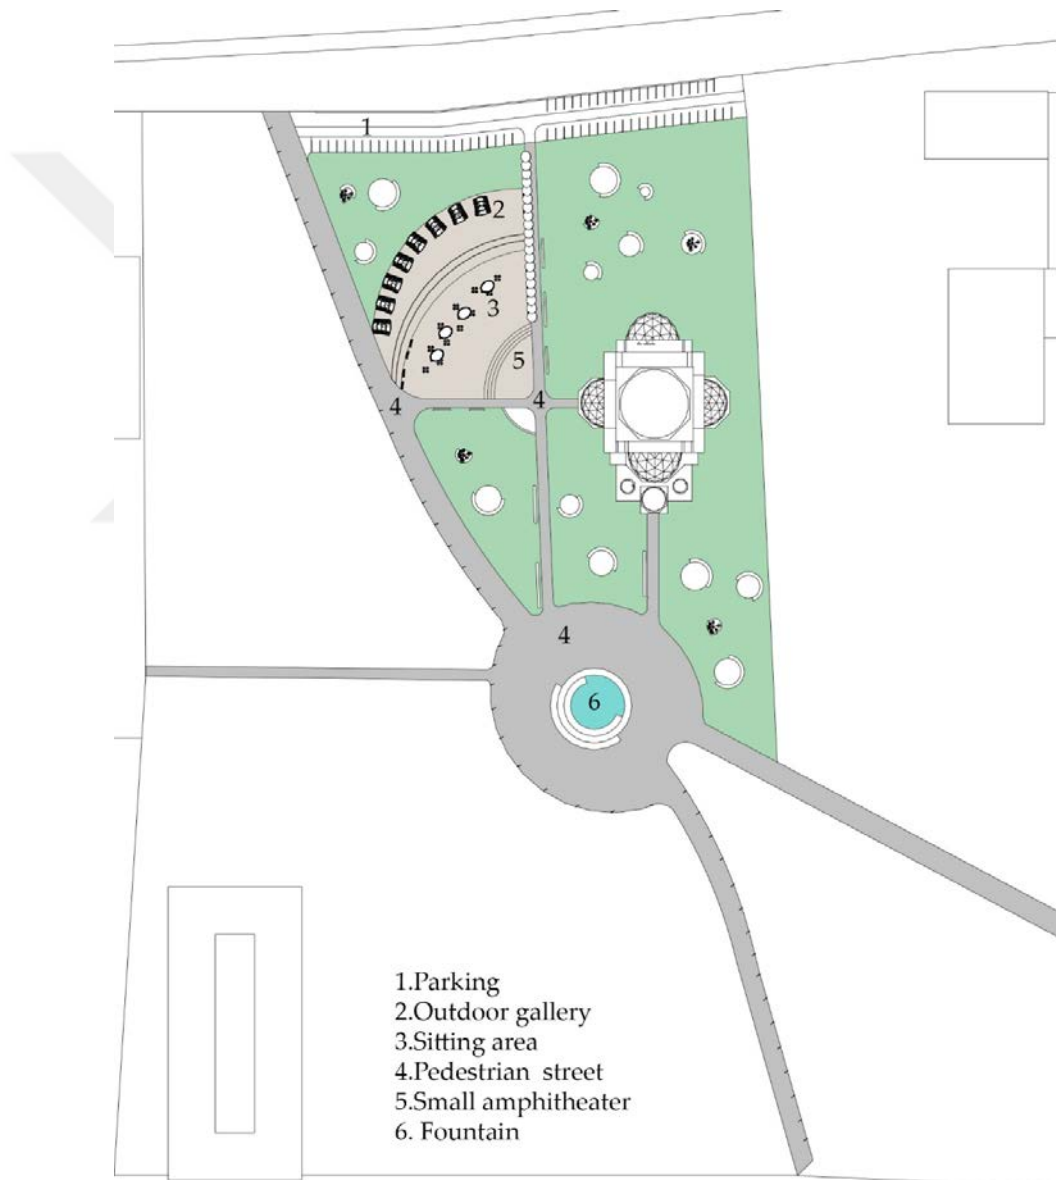 1
2
3
5
4
4
4
6
1.Parking
2.Outdoor gallery
3.Sitting area
4.Pedestrian street
5.Small amphitheater
6. Fountain